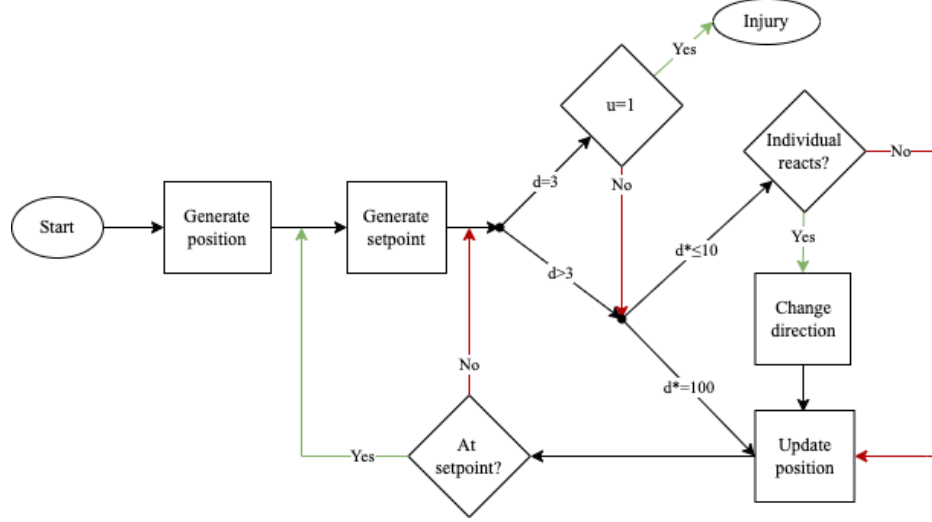 Injury
Yes
u=1
Individual
reacts?
No
d=3
No
Start
Generate
position
Generate
setpoint
Yes
d*≤10
d>3
Change
direction
No
d*=100
At
setpoint?
Yes
Update
position